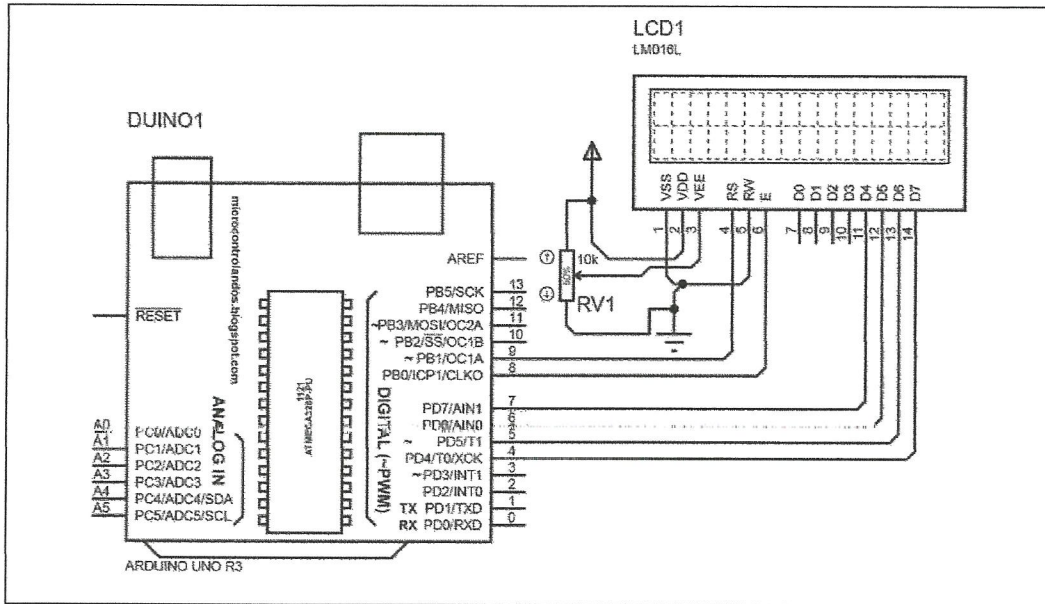 LCD1
LM016L
VSS
VDD
VEE
RS
RW
E
D0
D1
D2
D3
D4
D5
D6
D7
1
2
3
4
5
6
7
8
9
10
11
12
13
14
DUINO1
microcontrolandos.blogspot.com
RESET
AREF
PB5/SCK 13
PB4/MISO 12
~PB3/MOSI/OC2A 11
~ PB2/SS/OC1B 10
~ PB1/OC1A 9
PB0/ICP1/CLKO 8
PD7/AIN1 7
PD6/AIN0 6
~ PD5/T1 5
PD4/T0/XCK 4
~PD3/INT1 3
PD2/INT0 2
TX PD1/TXD 1
RX PD0/RXD 0
DIGITAL (~PWM)
1121
ATMEGA328P-PU
ANALOG IN
A0 PC0/ADC0
A1 PC1/ADC1
A2 PC2/ADC2
A3 PC3/ADC3
A4 PC4/ADC4/SDA
A5 PC5/ADC5/SCL
ARDUINO UNO R3
10k
50%
RV1